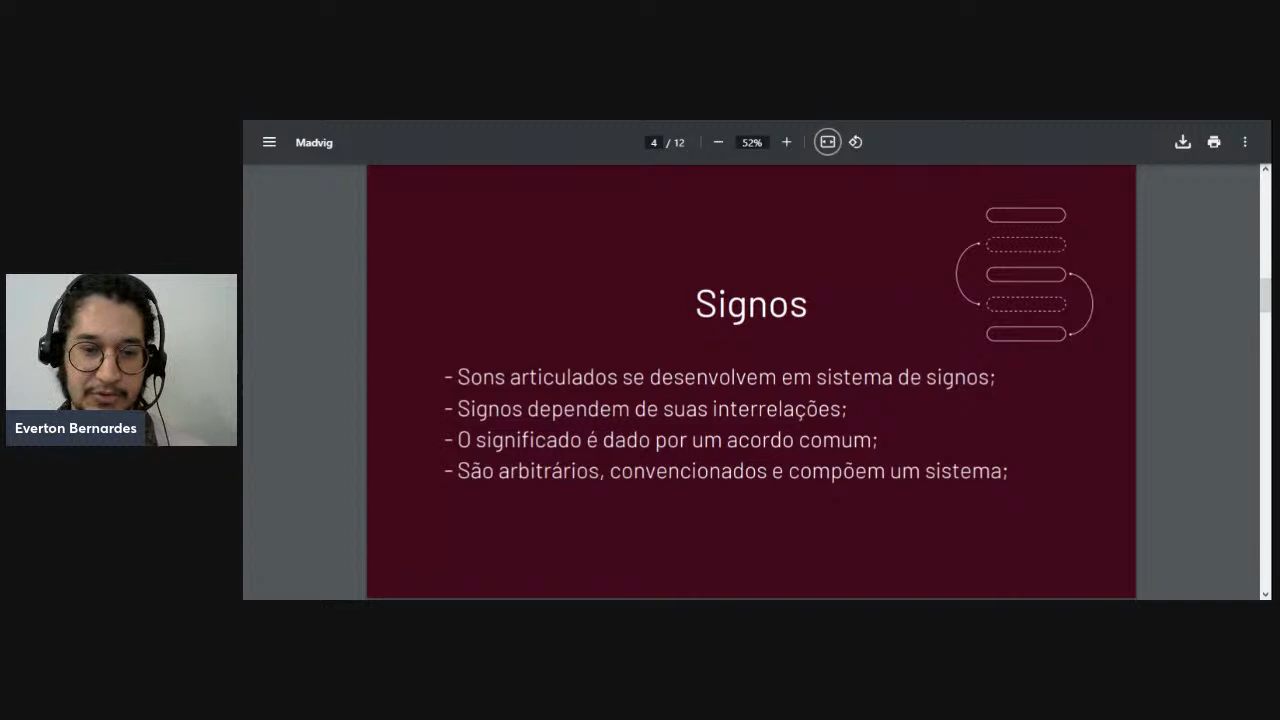 Madvig
4 / 12
52%
Signos
- Sons articulados se desenvolvem em sistema de signos;
- Signos dependem de suas interrelações;
- O significado é dado por um acordo comum;
- São arbitrários, convencionados e compõem um sistema;
Everton Bernardes